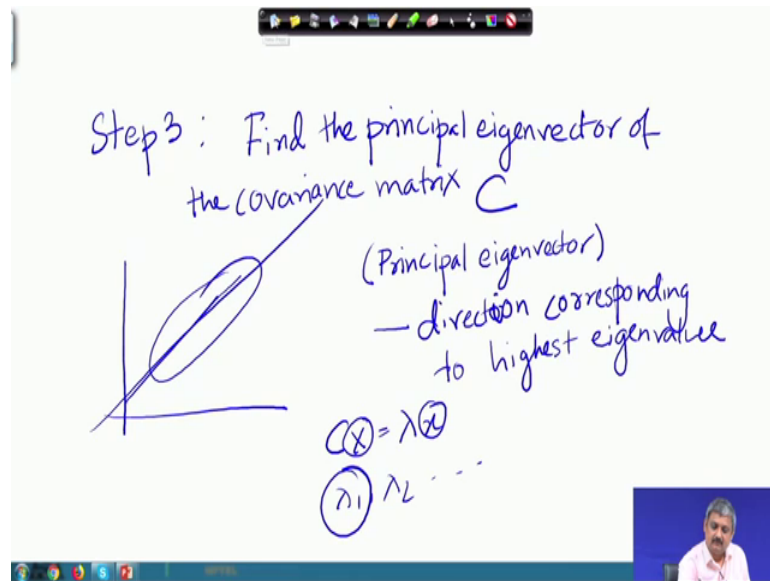 Step 3 : Find the principal eigenvector of
the covariance matrix C
(Principal eigenvector)
— direction corresponding
to highest eigenvalue
Cx = λx
λ1 λ2 ...